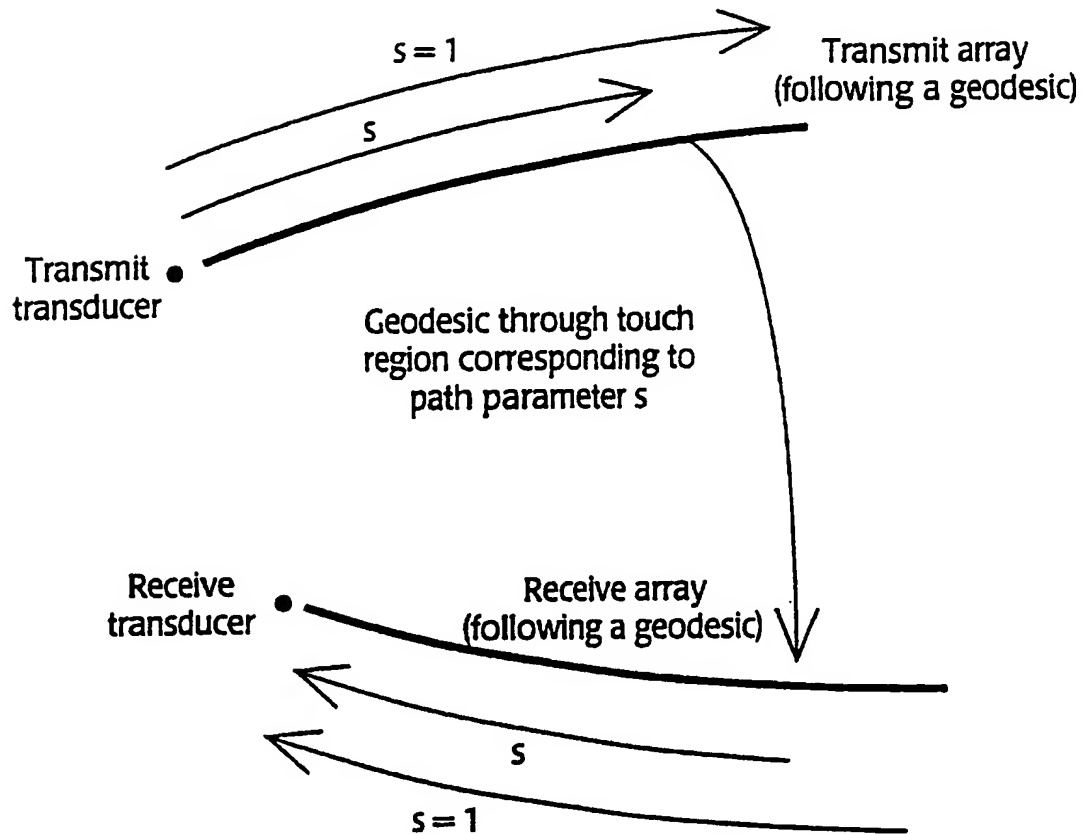 s = 1
Transmit array
(following a geodesic)
s
Transmit
transducer
Geodesic through touch
region corresponding to
path parameter s
Receive
transducer
Receive array
(following a geodesic)
s
s = 1